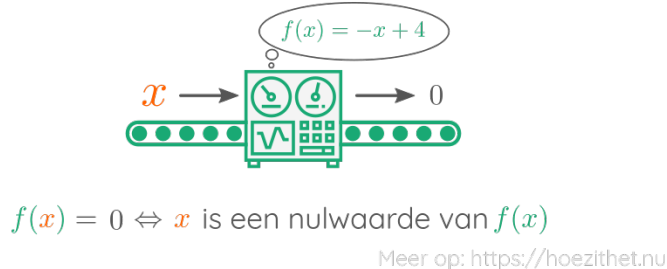 f(x) = −x + 4
x → 0
f(x) = 0 ⇔ x is een nulwaarde van f(x)
Meer op: https://hoezithet.nu